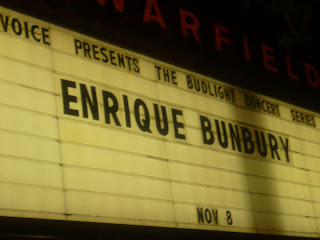 WARFIELD
VOICE PRESENTS THE BUDLIGHT CONCERT SERIES
ENRIQUE BUNBURY
NOV 8